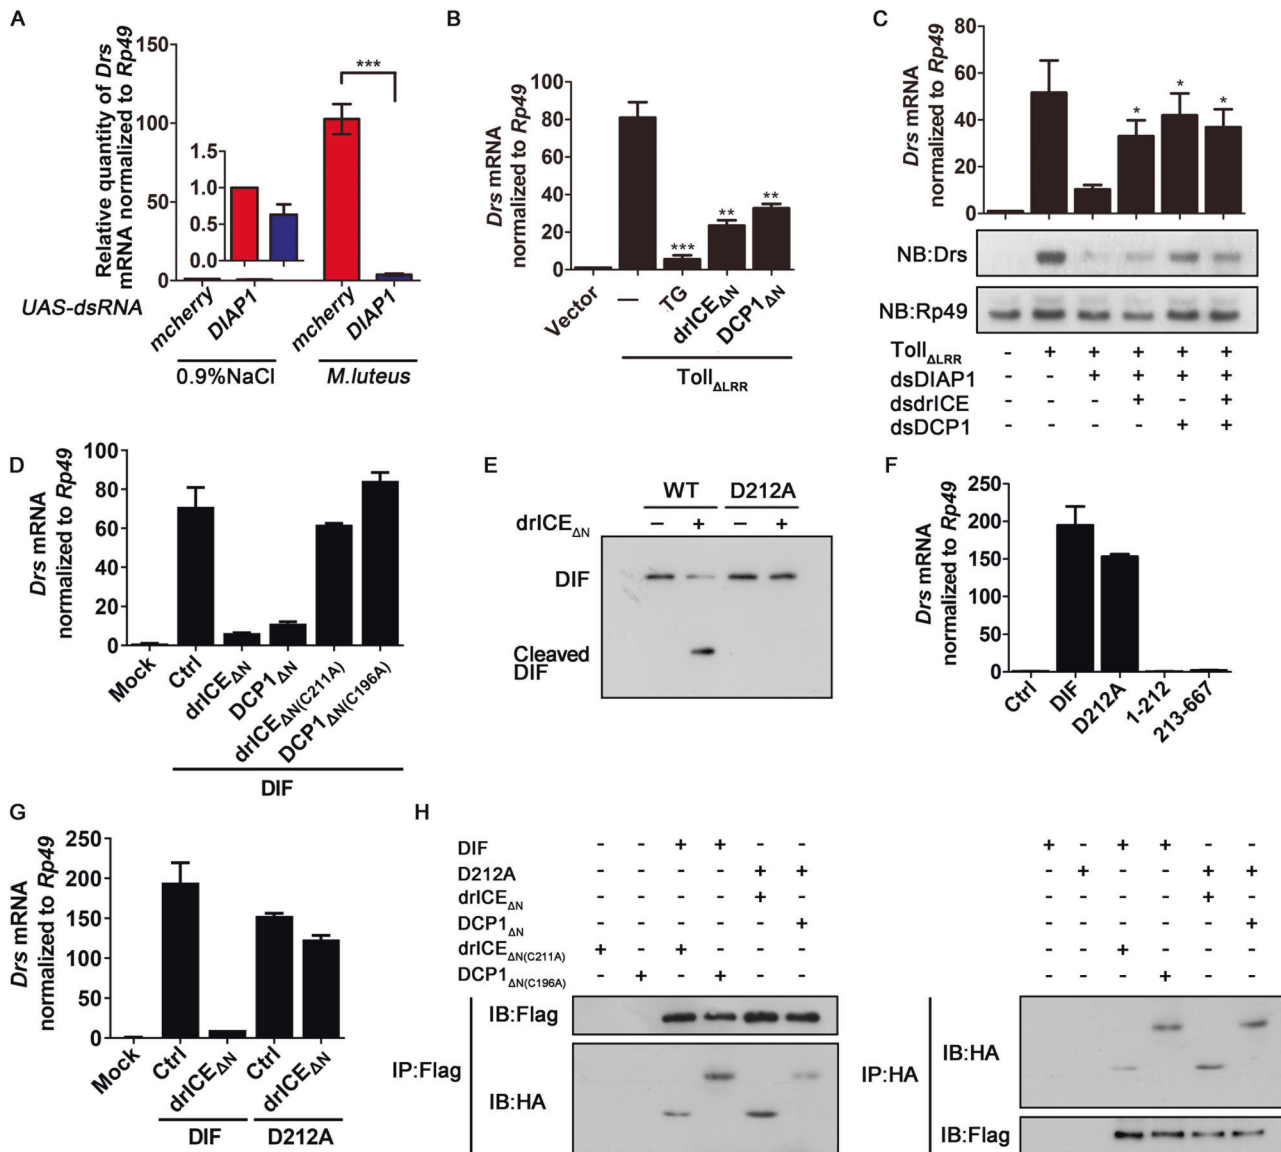 A
Relative quantity of Drs
mRNA normalized to Rp49
150
100
50
0
1.5
1.0
0.5
0.0
***
UAS-dsRNA
mcherry
DIAP1
mcherry
DIAP1
0.9%NaCl
M.luteus
B
Drs mRNA
normalized to Rp49
100
80
60
40
20
0
***
**
**
Vector
—
TG
drICEΔN
DCP1ΔN
TollΔLRR
C
Drs mRNA
normalized to Rp49
80
60
40
20
0
*
*
*
NB:Drs
NB:Rp49
TollΔLRR - + + + + +
dsDIAP1 - - + + + +
dsdrICE - - - + - +
dsDCP1 - - - - + +
D
Drs mRNA
normalized to Rp49
100
80
60
40
20
0
Mock
Ctrl
drICEΔN
DCP1ΔN
drICEΔN(C211A)
DCP1ΔN(C196A)
DIF
E
WT D212A
drICEΔN − + − +
DIF
Cleaved
DIF
F
Drs mRNA
normalized to Rp49
250
200
150
100
50
0
Ctrl
DIF
D212A
1-212
213-667
G
Drs mRNA
normalized to Rp49
250
200
150
100
50
0
Mock
Ctrl
drICEΔN
Ctrl
drICEΔN
DIF
D212A
H
DIF - - + + - - + - + + - -
D212A - - - - + + - + - - + +
drICEΔN - - - - + - - - - - + -
DCP1ΔN - - - - - + - - - - - +
drICEΔN(C211A) + - + - - - - - + - - -
DCP1ΔN(C196A) - + - + - - - - - + - -
IP:Flag
IB:Flag
IB:HA
IP:HA
IB:HA
IB:Flag